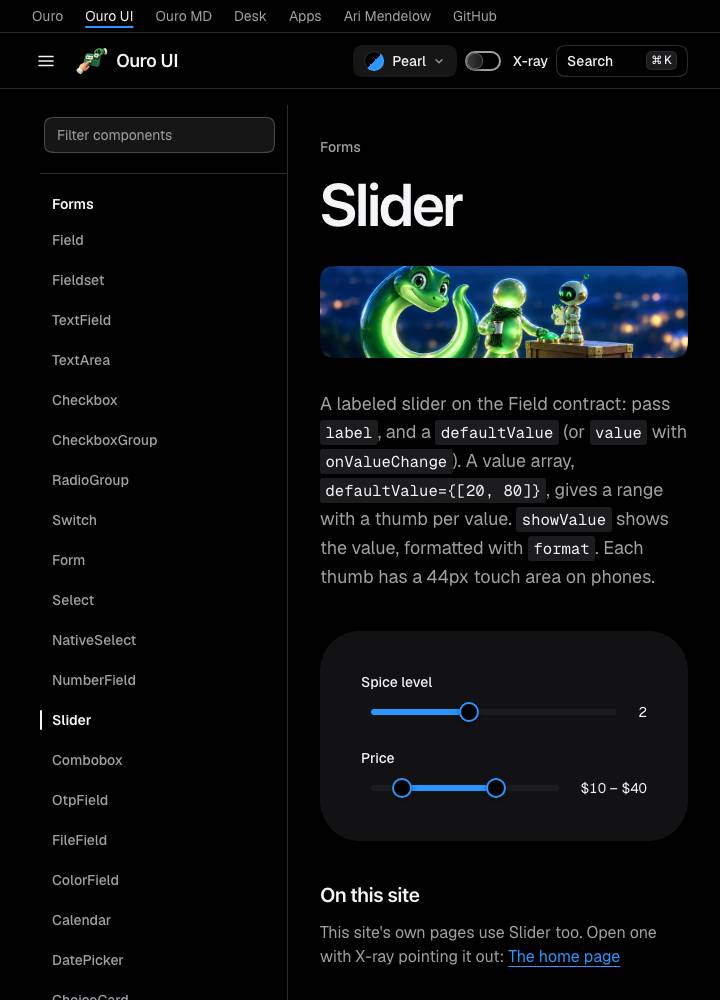 Ouro
Ouro UI
Ouro MD
Desk
Apps
Ari Mendelow
GitHub
Ouro UI
Pearl
X-ray
Search
⌘ K
Filter components
Forms
Field
Fieldset
TextField
TextArea
Checkbox
CheckboxGroup
RadioGroup
Switch
Form
Select
NativeSelect
NumberField
Slider
Combobox
OtpField
FileField
ColorField
Calendar
DatePicker
ChoiceCard
Forms
Slider
A labeled slider on the Field contract: pass
label, and a defaultValue (or value with
onValueChange). A value array,
defaultValue={[20, 80]}, gives a range
with a thumb per value. showValue shows
the value, formatted with format. Each
thumb has a 44px touch area on phones.
Spice level
2
Price
$10 – $40
On this site
This site's own pages use Slider too. Open one
with X-ray pointing it out: The home page